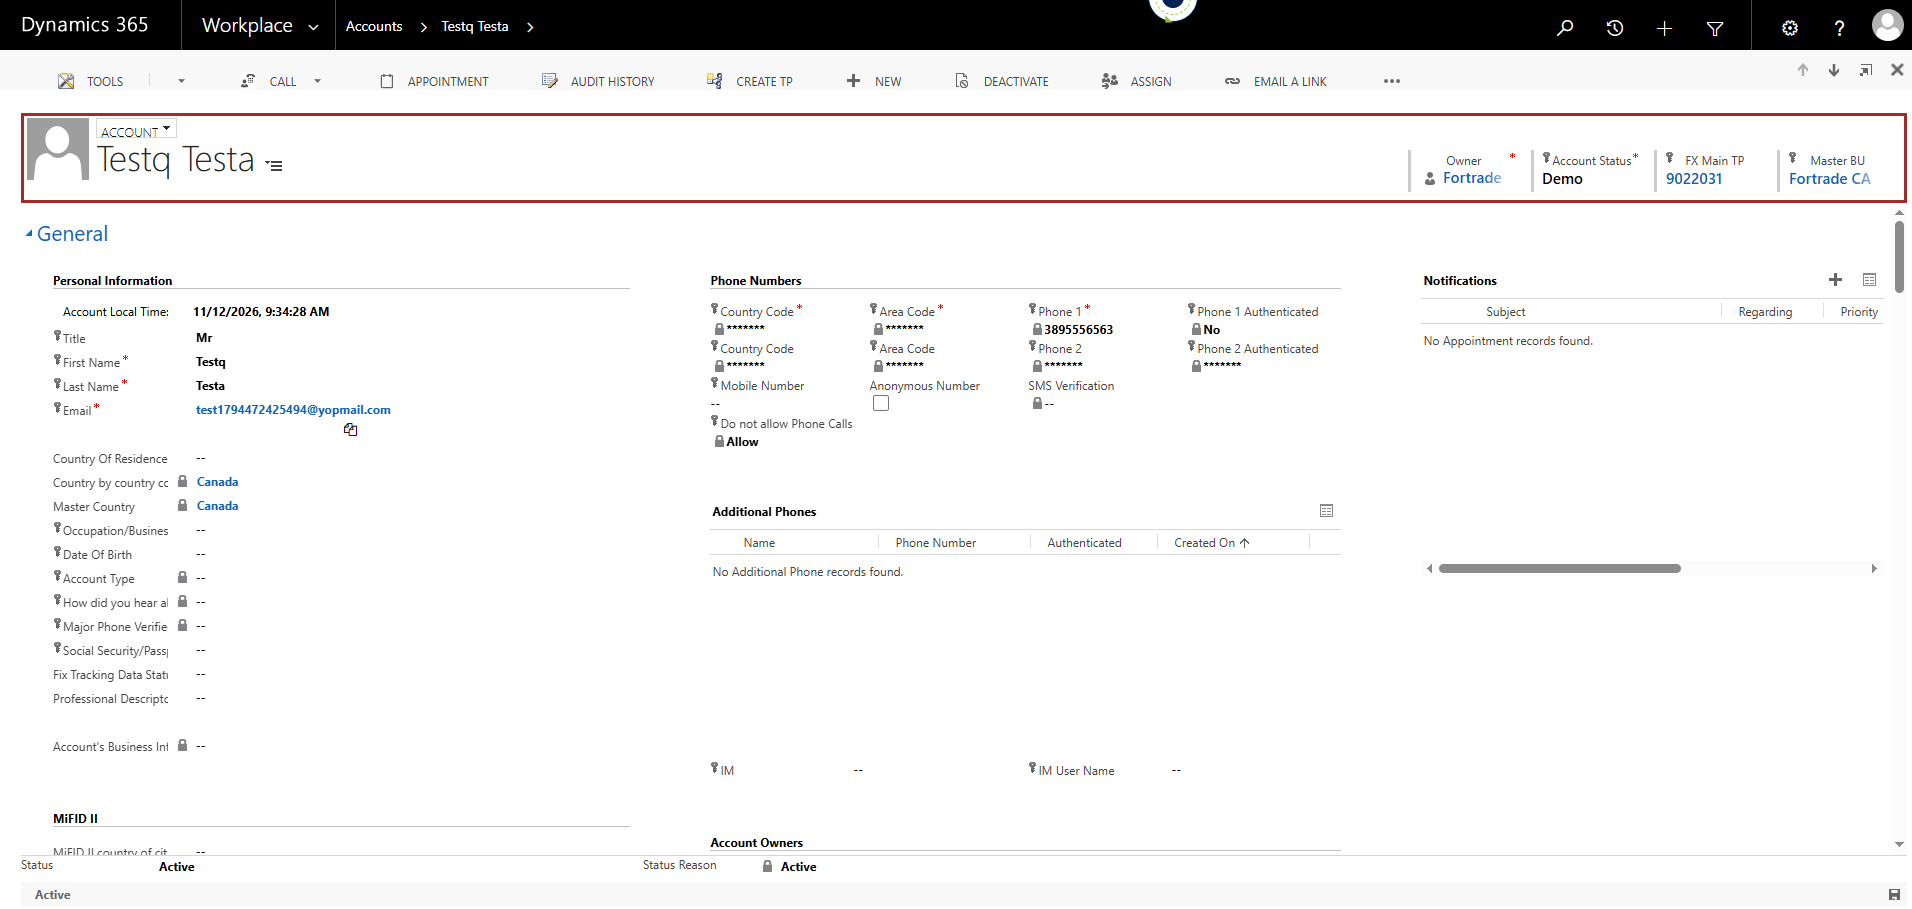 Dynamics 365 Workplace Accounts > Testq Testa >
TOOLS CALL APPOINTMENT AUDIT HISTORY CREATE TP NEW DEACTIVATE ASSIGN EMAIL A LINK
ACCOUNT
Testq Testa
Owner* Account Status* FX Main TP Master BU
Fortrade Demo 9022031 Fortrade CA
General
Personal Information
Account Local Time: 11/12/2026, 9:34:28 AM
Title Mr
First Name* Testq
Last Name* Testa
Email* test1794472425494@yopmail.com
Country Of Residence --
Country by country cc Canada
Master Country Canada
Occupation/Busines --
Date Of Birth --
Account Type --
How did you hear al --
Major Phone Verifie --
Social Security/Pass --
Fix Tracking Data Stat --
Professional Descripto --
Account's Business Inf --
MiFID II
MiFID II country of cit --
Phone Numbers
Country Code* Area Code* Phone 1* Phone 1 Authenticated
******* ******* 3895556563 No
Country Code Area Code Phone 2 Phone 2 Authenticated
******* ******* ******* *******
Mobile Number Anonymous Number SMS Verification
-- --
Do not allow Phone Calls
Allow
Additional Phones
Name Phone Number Authenticated Created On ↑
No Additional Phone records found.
IM -- IM User Name --
Account Owners
Notifications
Subject Regarding Priority
No Appointment records found.
Status Active Status Reason Active
Active